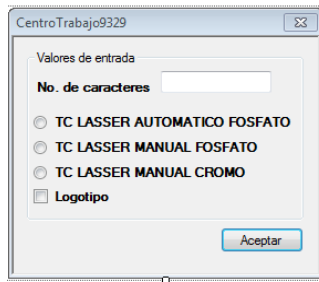 CentroTrabajo9329
Valores de entrada
No. de caracteres
TC LASSER AUTOMATICO FOSFATO
TC LASSER MANUAL FOSFATO
TC LASSER MANUAL CROMO
Logotipo
Aceptar